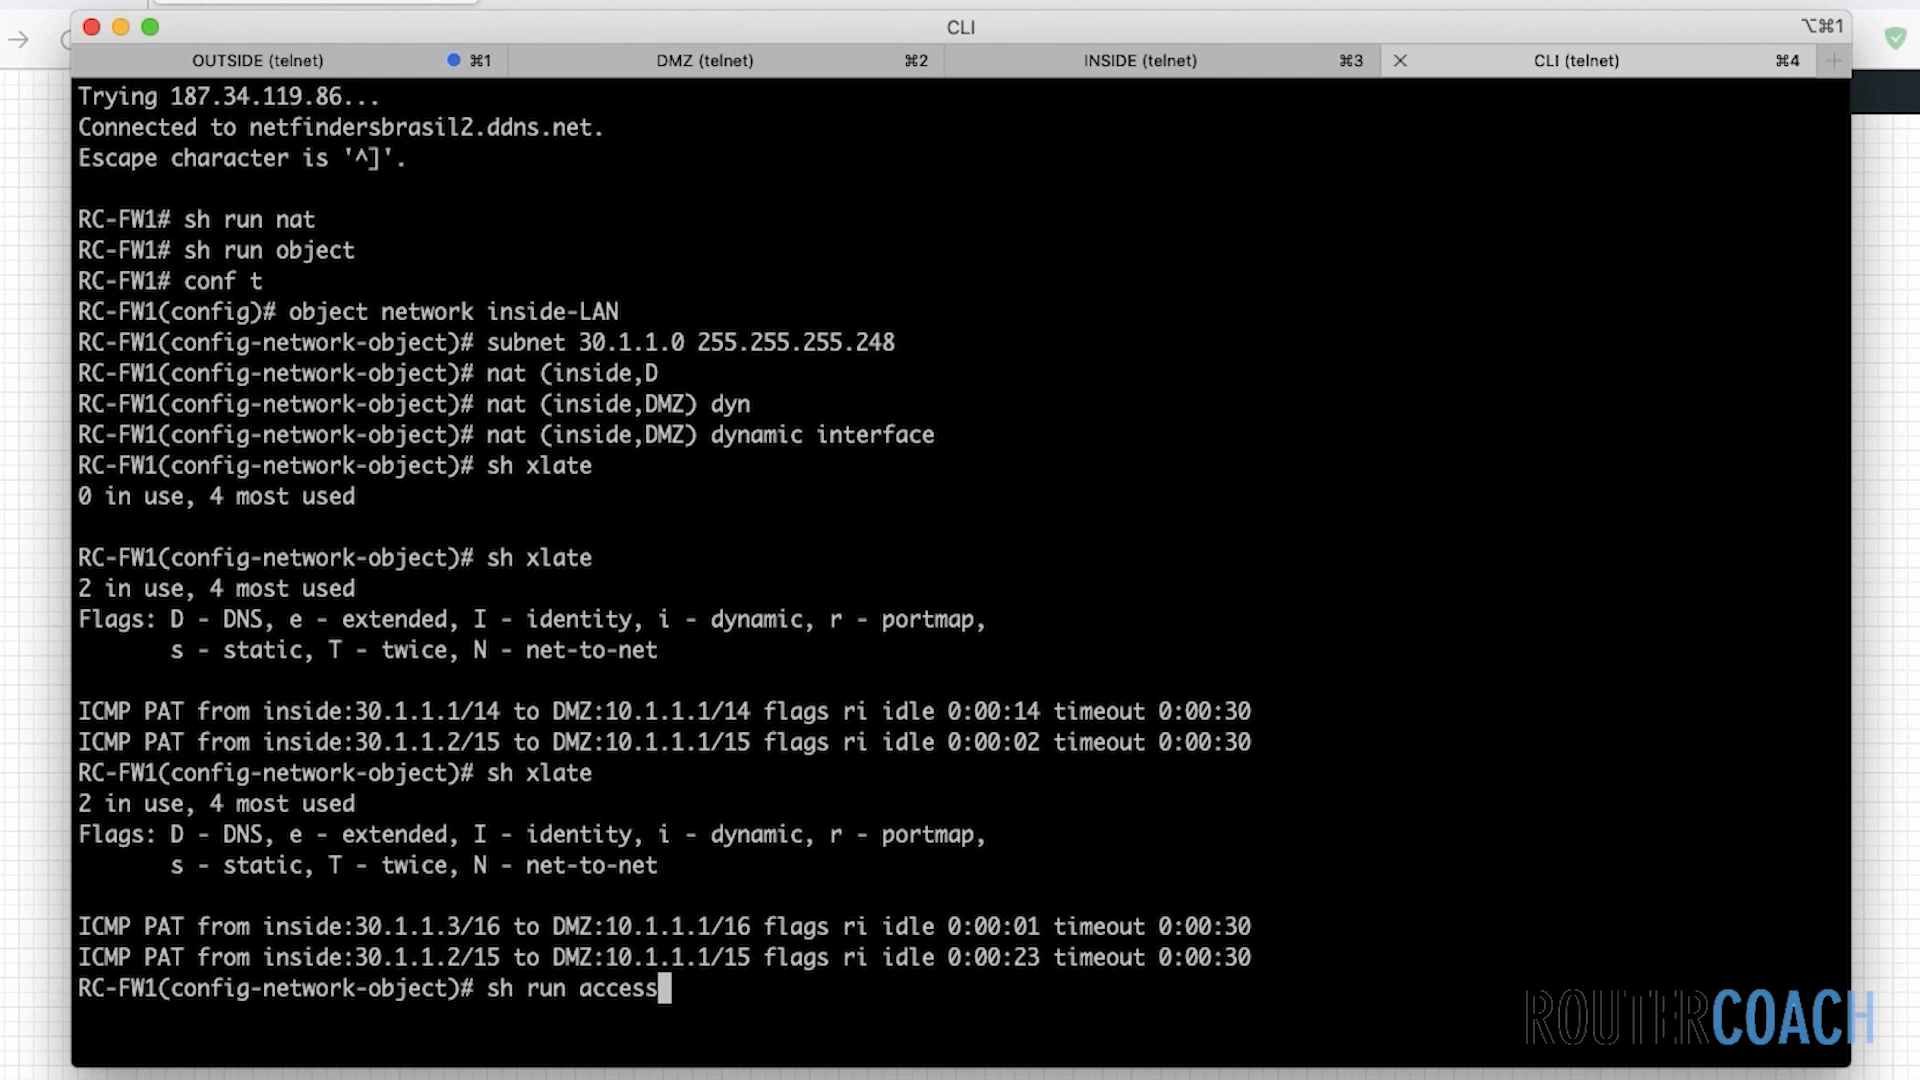 CLI
⌥⌘1
OUTSIDE (telnet) ⌘1
DMZ (telnet) ⌘2
INSIDE (telnet) ⌘3
CLI (telnet) ⌘4
Trying 187.34.119.86...
Connected to netfindersbrasil2.ddns.net.
Escape character is '^]'.
RC-FW1# sh run nat
RC-FW1# sh run object
RC-FW1# conf t
RC-FW1(config)# object network inside-LAN
RC-FW1(config-network-object)# subnet 30.1.1.0 255.255.255.248
RC-FW1(config-network-object)# nat (inside,D
RC-FW1(config-network-object)# nat (inside,DMZ) dyn
RC-FW1(config-network-object)# nat (inside,DMZ) dynamic interface
RC-FW1(config-network-object)# sh xlate
0 in use, 4 most used
RC-FW1(config-network-object)# sh xlate
2 in use, 4 most used
Flags: D - DNS, e - extended, I - identity, i - dynamic, r - portmap,
s - static, T - twice, N - net-to-net
ICMP PAT from inside:30.1.1.1/14 to DMZ:10.1.1.1/14 flags ri idle 0:00:14 timeout 0:00:30
ICMP PAT from inside:30.1.1.2/15 to DMZ:10.1.1.1/15 flags ri idle 0:00:02 timeout 0:00:30
RC-FW1(config-network-object)# sh xlate
2 in use, 4 most used
Flags: D - DNS, e - extended, I - identity, i - dynamic, r - portmap,
s - static, T - twice, N - net-to-net
ICMP PAT from inside:30.1.1.3/16 to DMZ:10.1.1.1/16 flags ri idle 0:00:01 timeout 0:00:30
ICMP PAT from inside:30.1.1.2/15 to DMZ:10.1.1.1/15 flags ri idle 0:00:23 timeout 0:00:30
RC-FW1(config-network-object)# sh run access
ROUTERCOACH